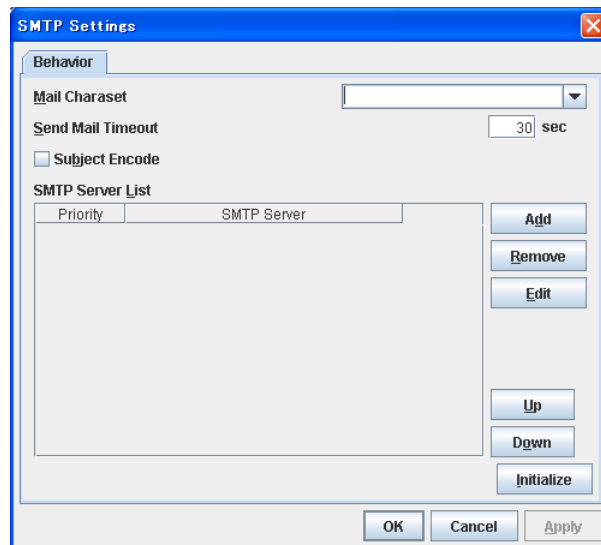 SMTP Settings
Behavior
Mail Charaset
Send Mail Timeout 30 sec
Subject Encode
SMTP Server List
Priority SMTP Server
Add
Remove
Edit
Up
Down
Initialize
OK Cancel Apply